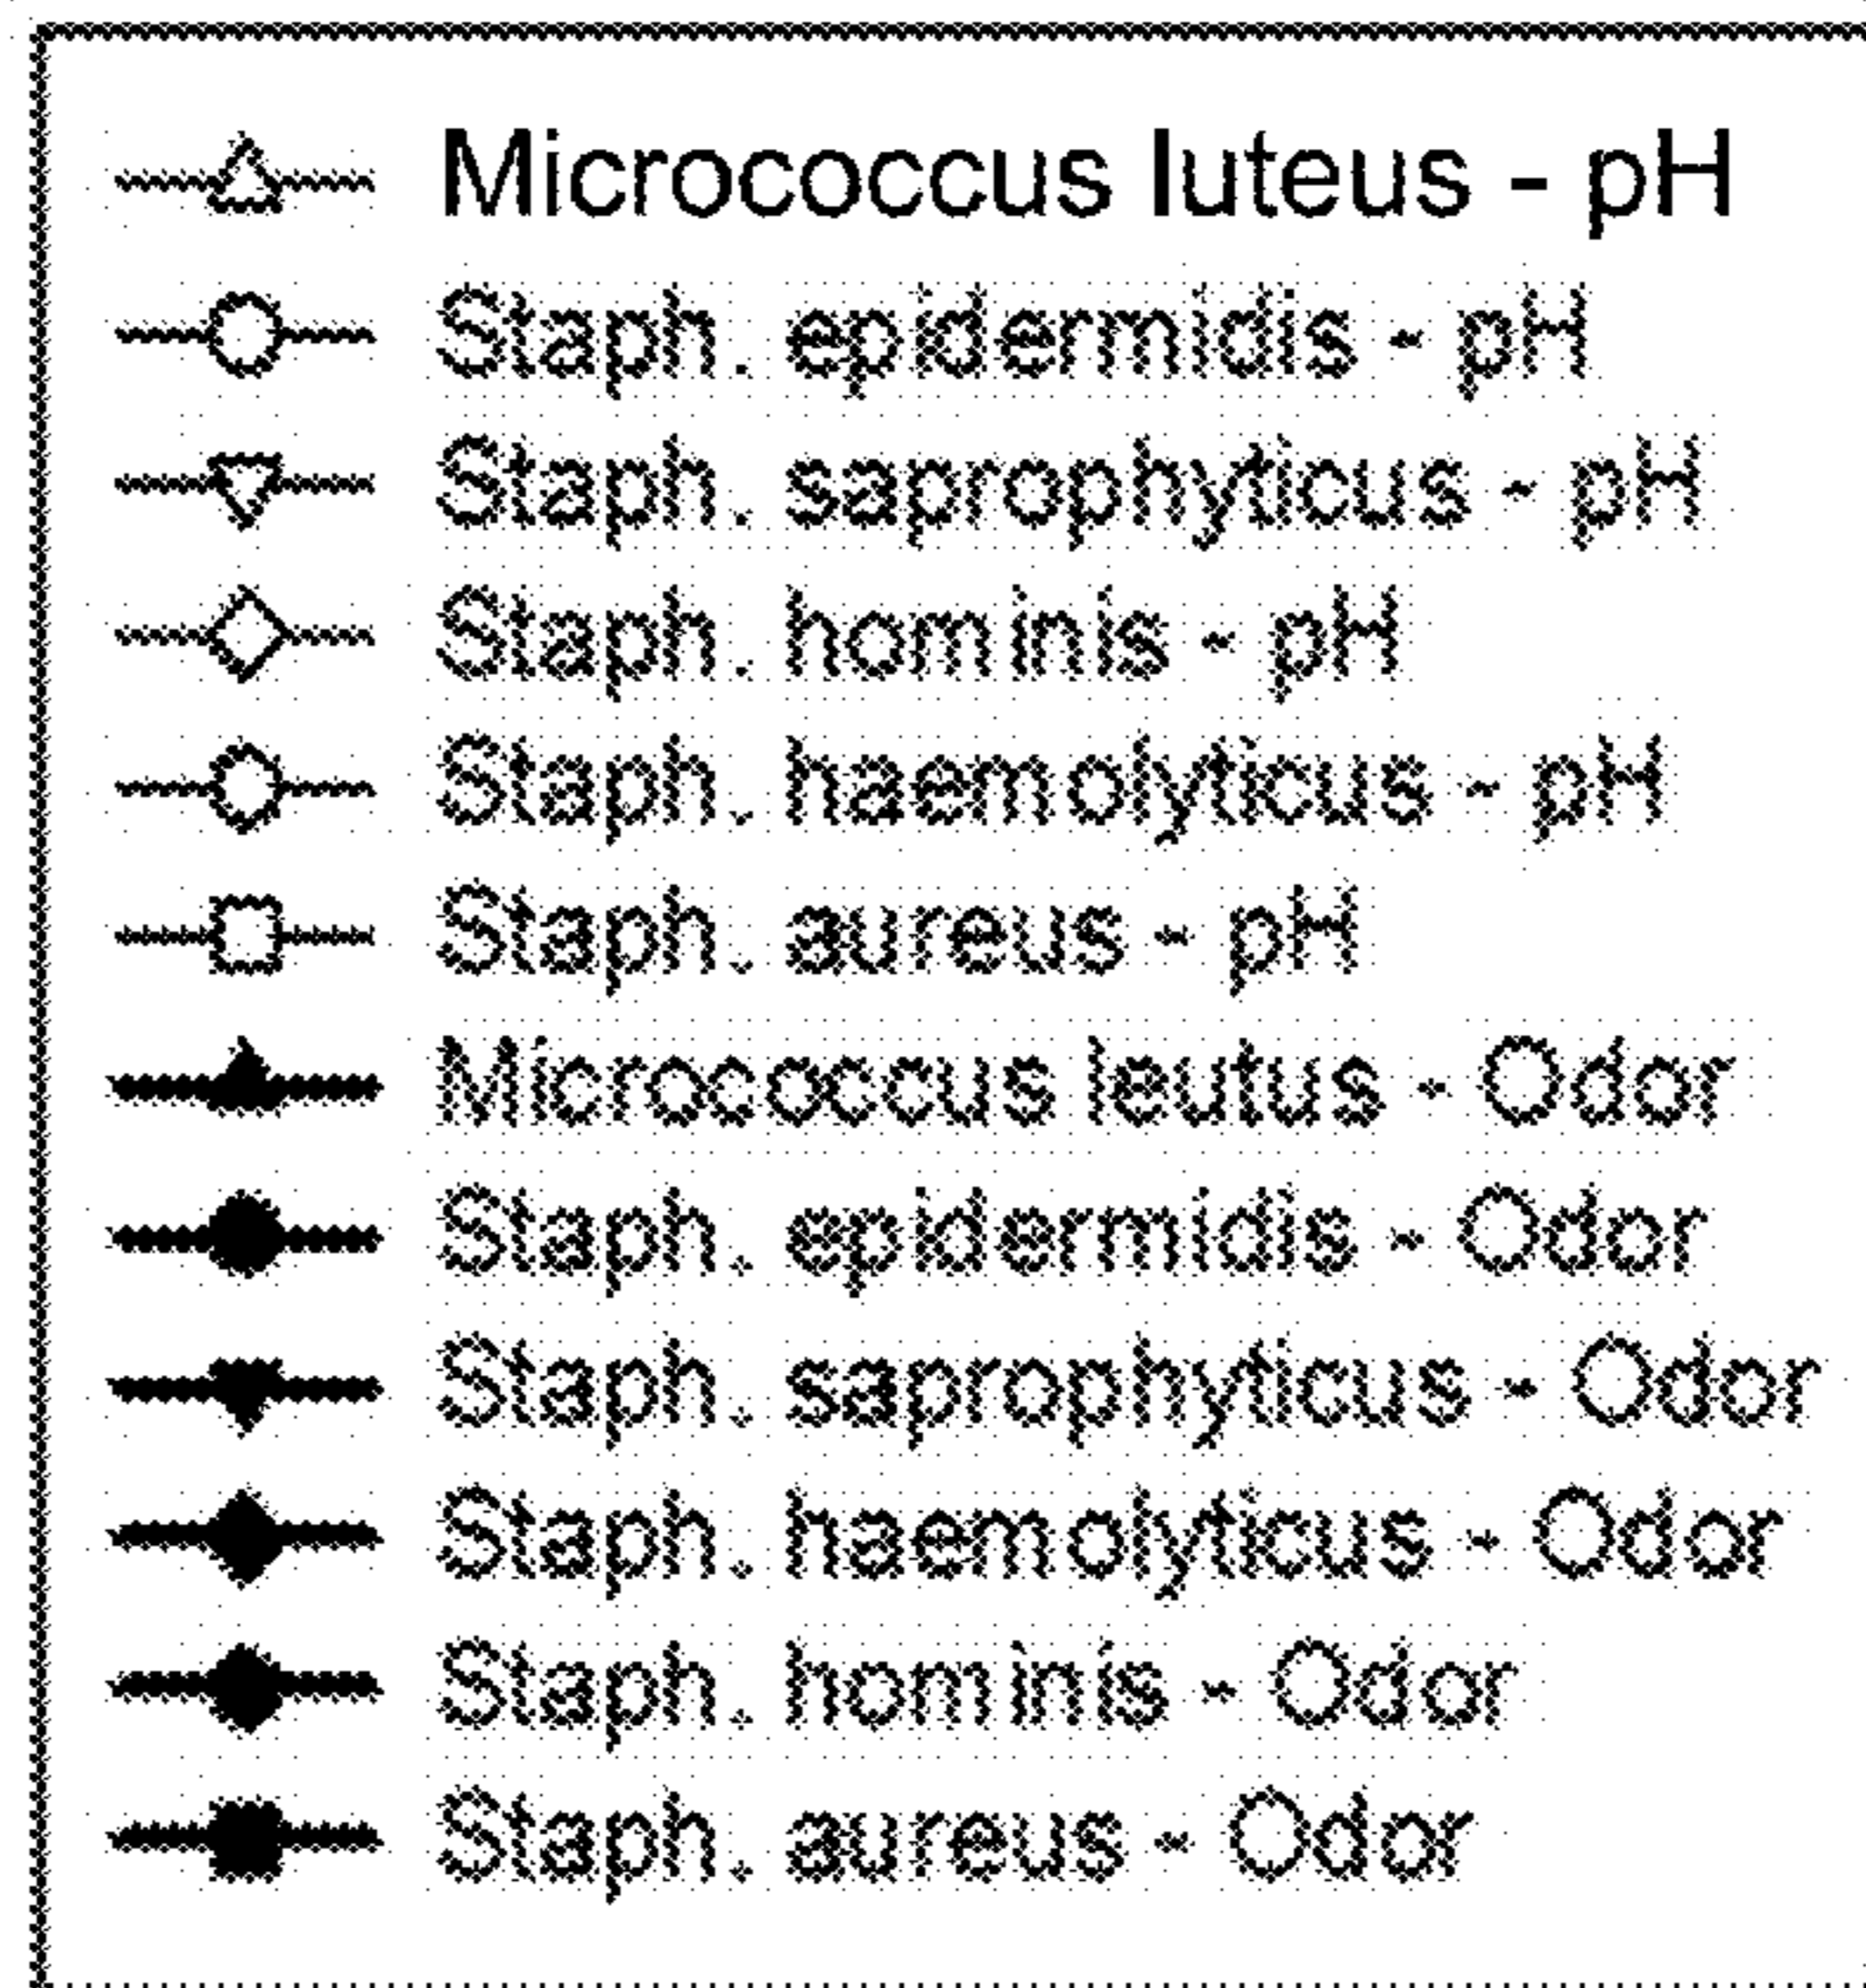 Micrococcus luteus - pH
Staph. epidermidis - pH
Staph. saprophyticus - pH
Staph. hominis - pH
Staph. haemolyticus - pH
Staph. aureus - pH
Micrococcus leutus - Odor
Staph. epidermidis - Odor
Staph. saprophyticus - Odor
Staph. haemolyticus - Odor
Staph. hominis - Odor
Staph. aureus - Odor